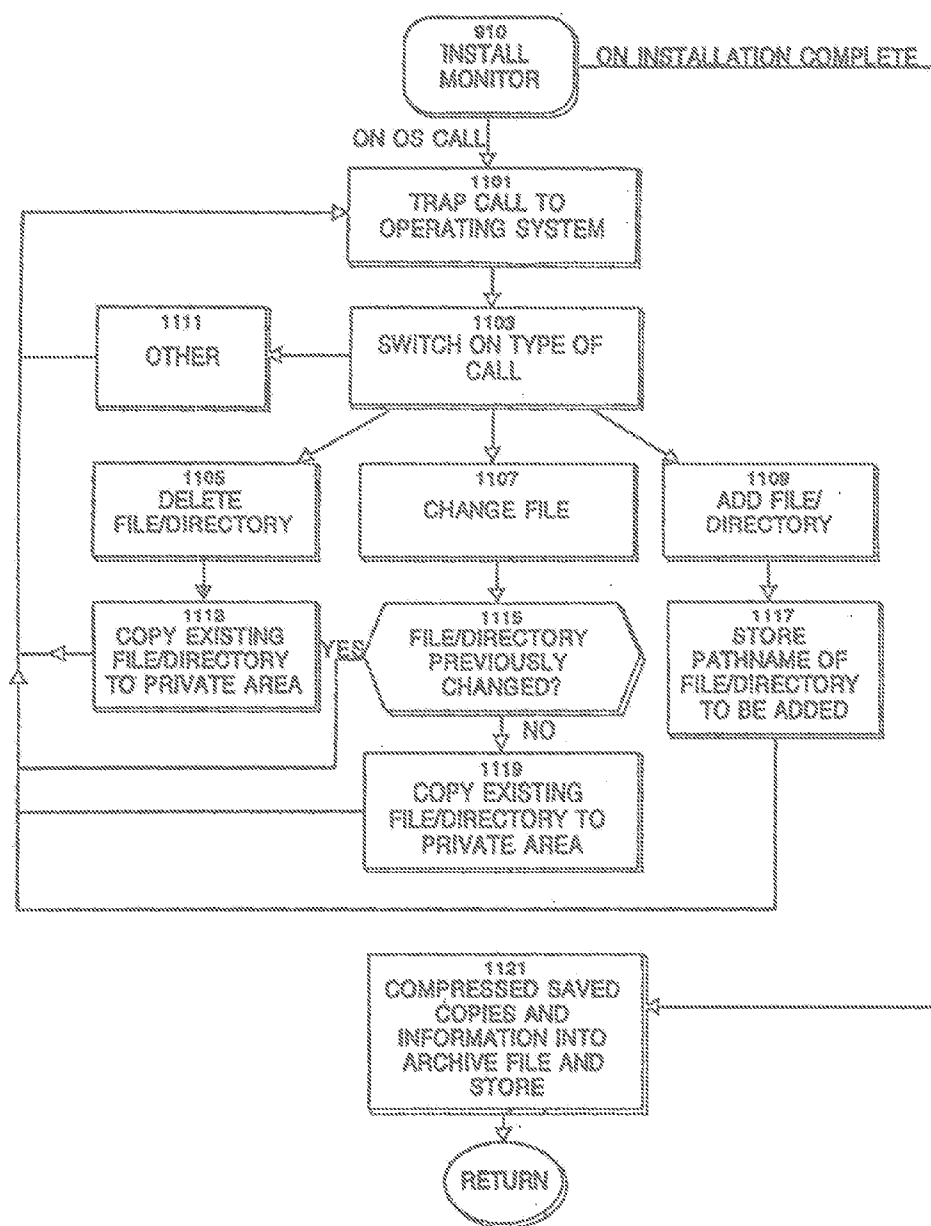 910
INSTALL
MONITOR
ON INSTALLATION COMPLETE
ON OS CALL
1101
TRAP CALL TO
OPERATING SYSTEM
1111
OTHER
1103
SWITCH ON TYPE OF
CALL
1105
DELETE
FILE/DIRECTORY
1107
CHANGE FILE
1109
ADD FILE/
DIRECTORY
1113
COPY EXISTING
FILE/DIRECTORY
TO PRIVATE AREA
YES
1115
FILE/DIRECTORY
PREVIOUSLY
CHANGED?
1117
STORE
PATHNAME OF
FILE/DIRECTORY
TO BE ADDED
NO
1119
COPY EXISTING
FILE/DIRECTORY TO
PRIVATE AREA
1121
COMPRESSED SAVED
COPIES AND
INFORMATION INTO
ARCHIVE FILE AND
STORE
RETURN